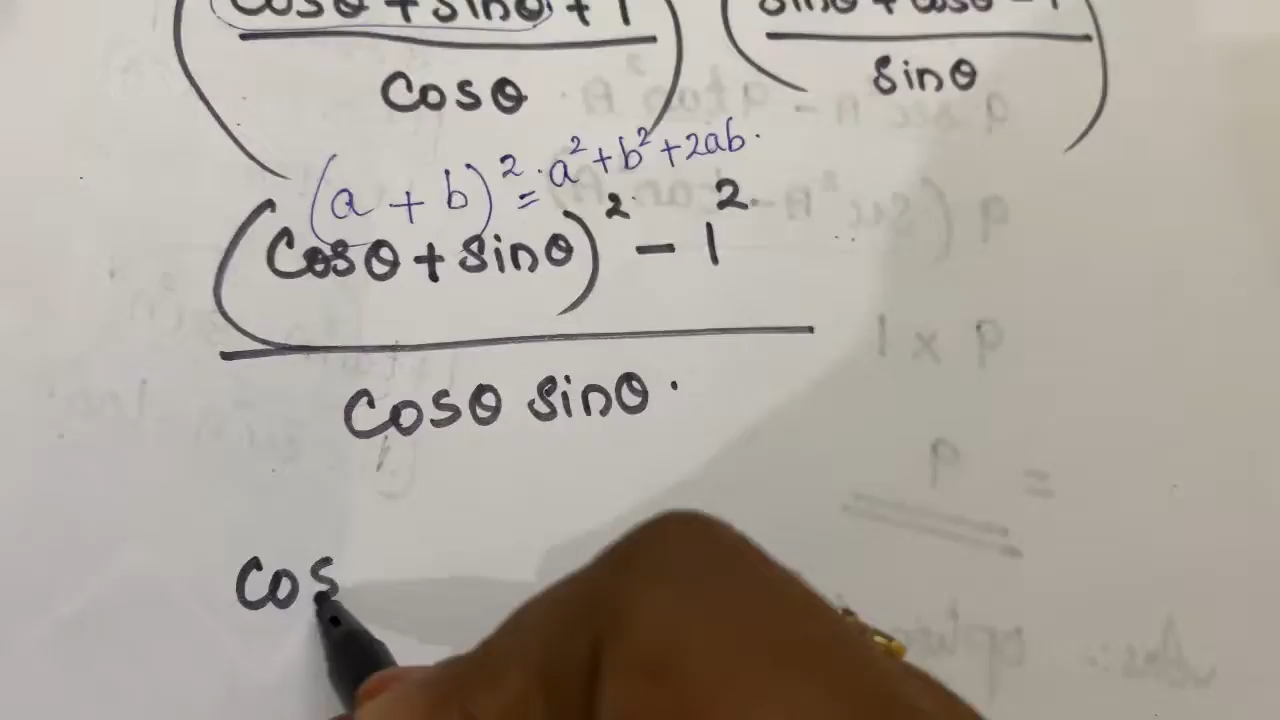 cosθ + sinθ + 1 sinθ + cosθ - 1
cosθ sinθ
(a + b)² = a² + b² + 2ab.
(cosθ + sinθ)² - 1²
cosθ sinθ.
cos